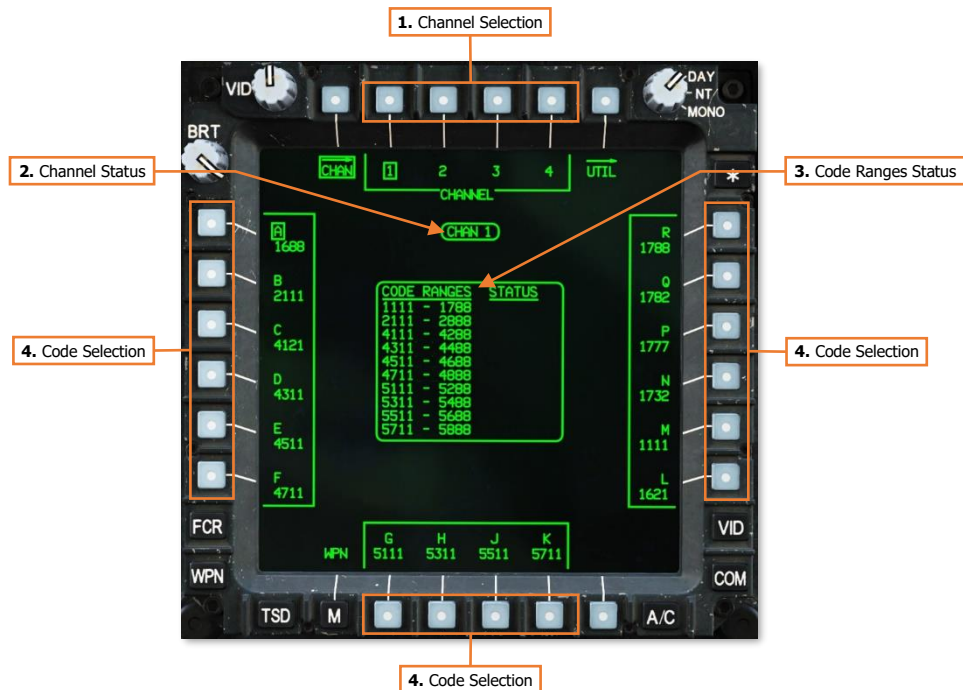 1. Channel Selection
VID
DAY
NT
MONO
BRT
2. Channel Status
3. Code Ranges Status
CHAN
1 2 3 4
UTIL
CHANNEL
*
CHAN 1
A
1688
B
2111
C
4121
D
4311
E
4511
F
4711
CODE RANGES STATUS
1111 - 1788
2111 - 2888
4111 - 4288
4311 - 4488
4511 - 4688
4711 - 4888
5111 - 5288
5311 - 5488
5511 - 5688
5711 - 5888
R
1788
Q
1782
P
1777
N
1732
M
1111
L
1621
4. Code Selection
4. Code Selection
FCR
WPN
VID
COM
WPN
G H J K
5111 5311 5511 5711
TSD
M
A/C
4. Code Selection